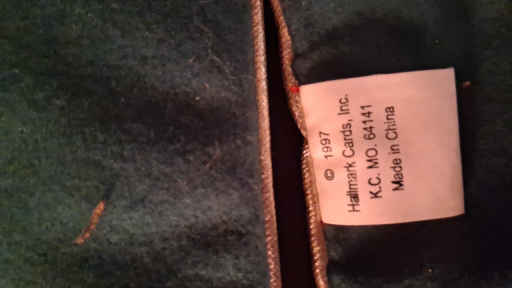 © 1997
Hallmark Cards, Inc.
K.C. MO. 64141
Made in China